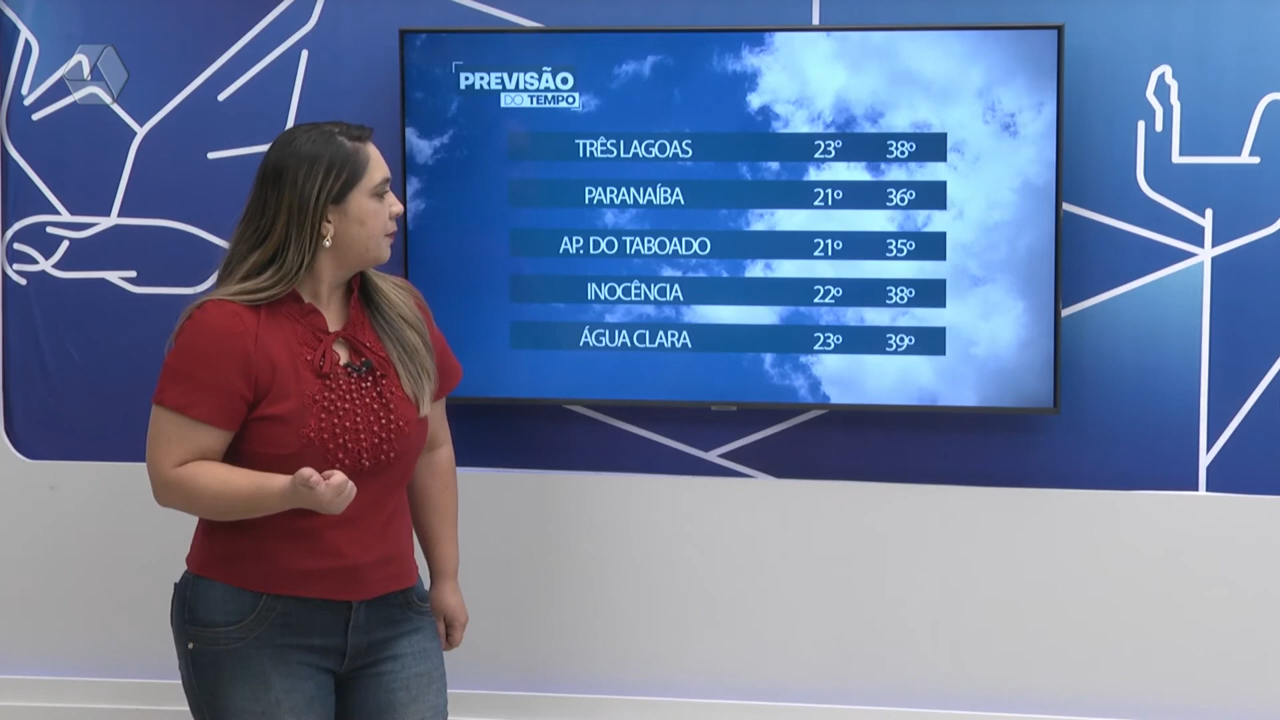 PREVISÃO
DO TEMPO
TRÊS LAGOAS 23° 38º
PARANAÍBA 21º 36º
AP. DO TABOADO 21º 35º
INOCÊNCIA 22º 38º
ÁGUA CLARA 23º 39º